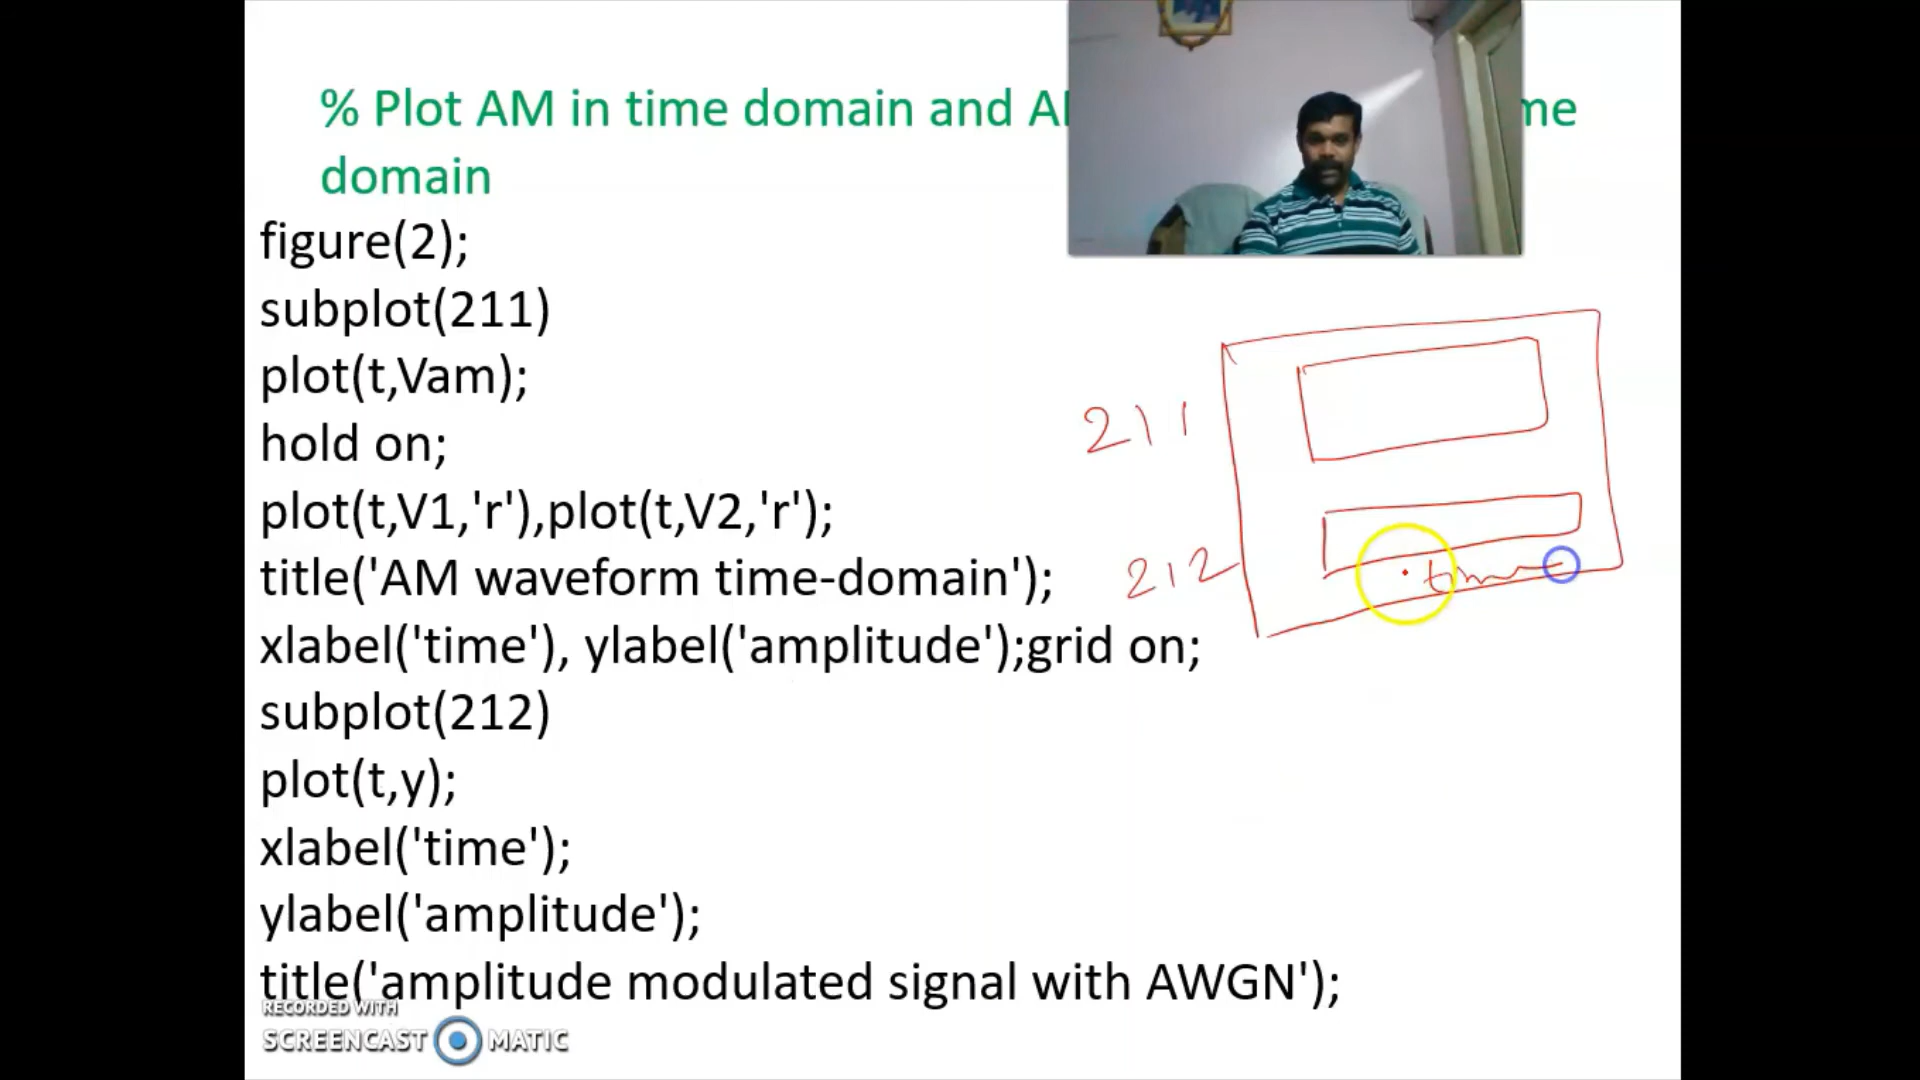 % Plot AM in time domain and A me
domain
figure(2);
subplot(211)
plot(t,Vam);
hold on;
plot(t,V1,'r'),plot(t,V2,'r');
title('AM waveform time-domain');
xlabel('time'), ylabel('amplitude');grid on;
subplot(212)
plot(t,y);
xlabel('time');
ylabel('amplitude');
title('amplitude modulated signal with AWGN');
211
212
time
RECORDED WITH
SCREENCAST MATIC